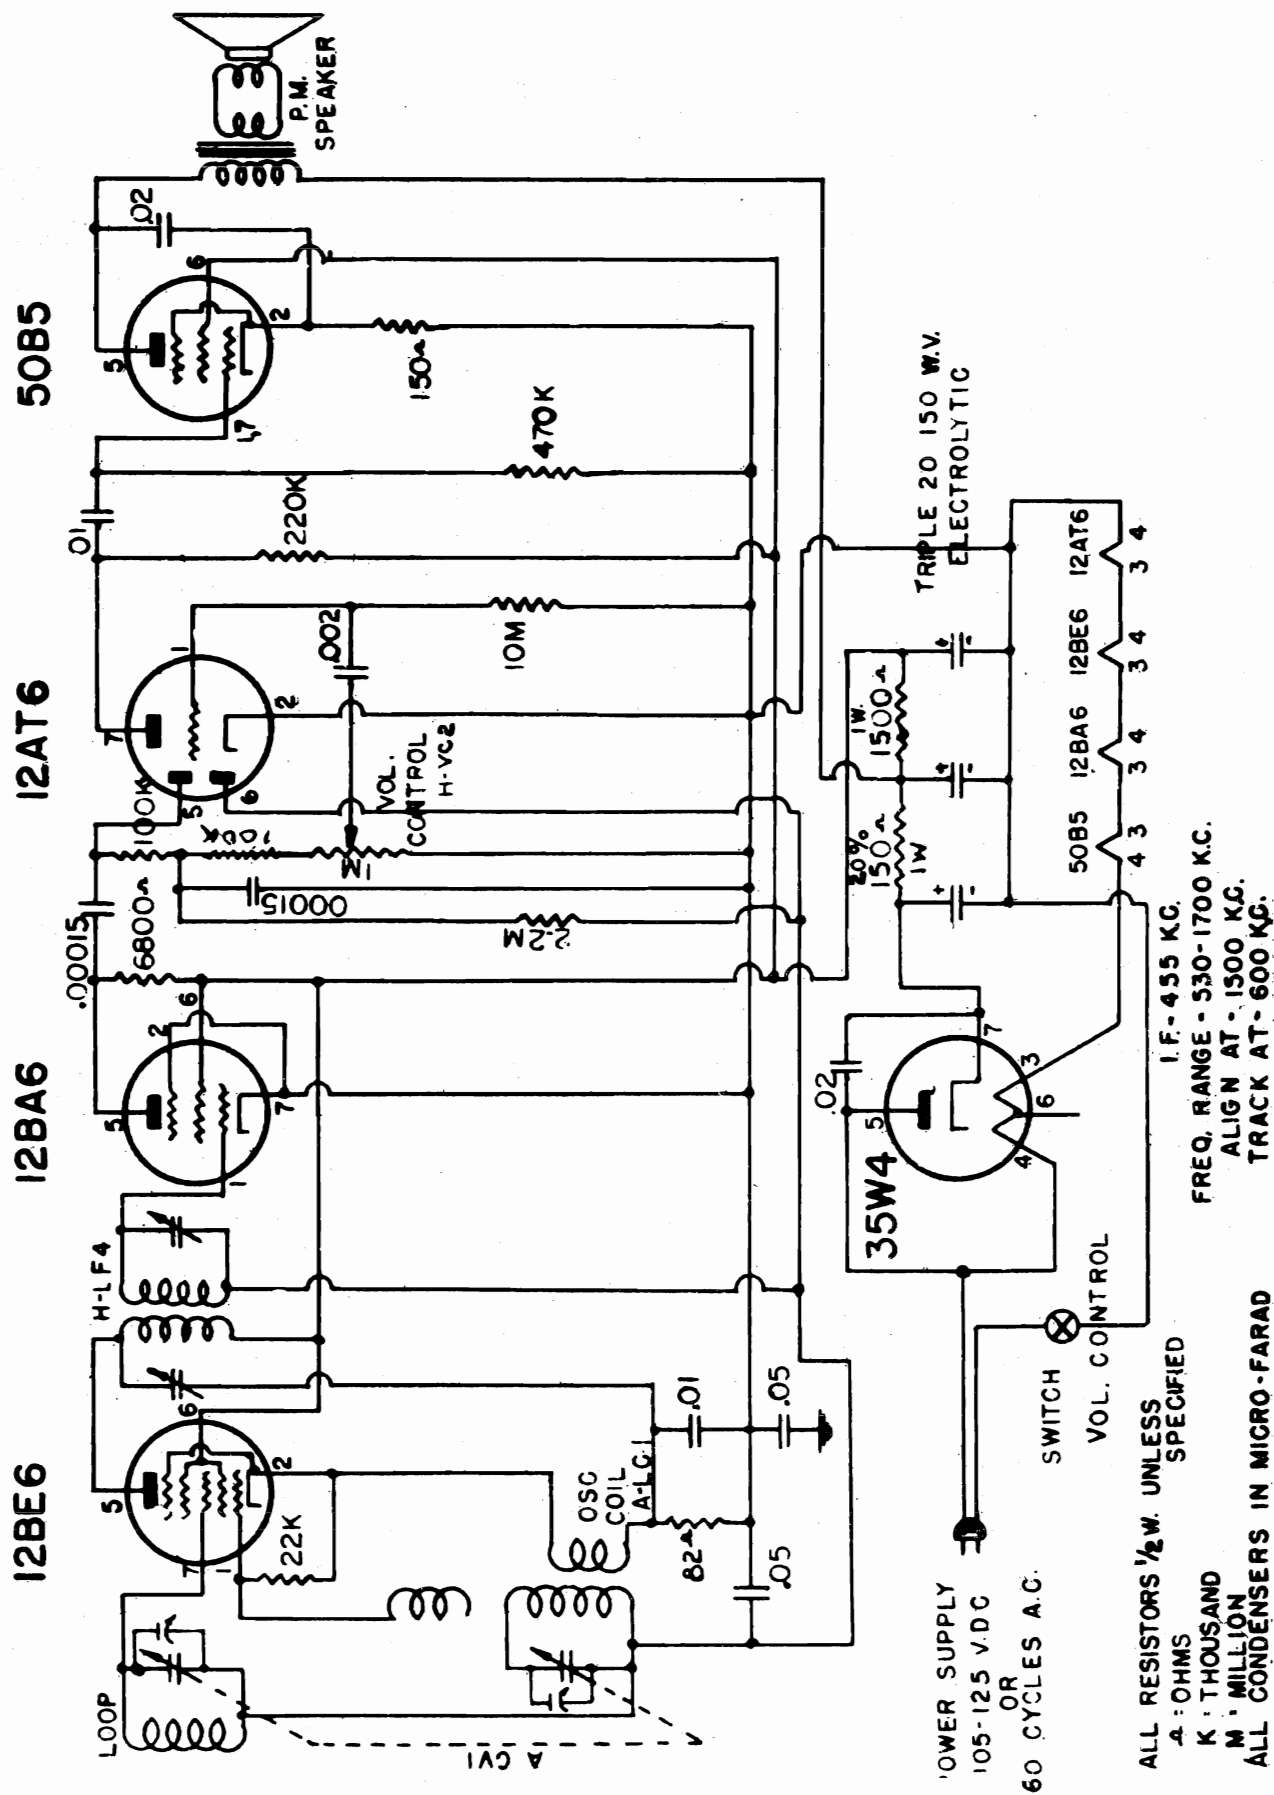 12BE6
12BA6
12AT6
50B5
LOOP
A CV1
7
1
5
6
2
22K
H-LF4
OSC
COIL
A-LC1
82Ω
.01
.05
.05
1
5
2
6
7
.00015
6800Ω
100K
100K
1M
.00015
2.2M
5
6
7
1
2
VOL.
CONTROL
H-VC2
.002
10M
.01
220K
470K
1,7
5
6
2
150Ω
.02
P.M.
SPEAKER
35W4
.02
5
7
3
6
4
20%
150Ω
1W
1W.
1500Ω
+ -
+ -
+ -
TRIPLE 20 150 W.V.
ELECTROLYTIC
50B5
12BA6
12BE6
12AT6
4 3
3 4
3 4
3 4
OWER SUPPLY
105-125 V.DC
OR
60 CYCLES A.C.
SWITCH
VOL. CONTROL
ALL RESISTORS 1/2W. UNLESS
SPECIFIED
Ω = OHMS
K = THOUSAND
M = MILLION
ALL CONDENSERS IN MICRO-FARAD
I.F.- 455 K.C.
FREQ. RANGE - 530-1700 K.C.
ALIGN AT - 1500 K.C.
TRACK AT - 600 K.C.